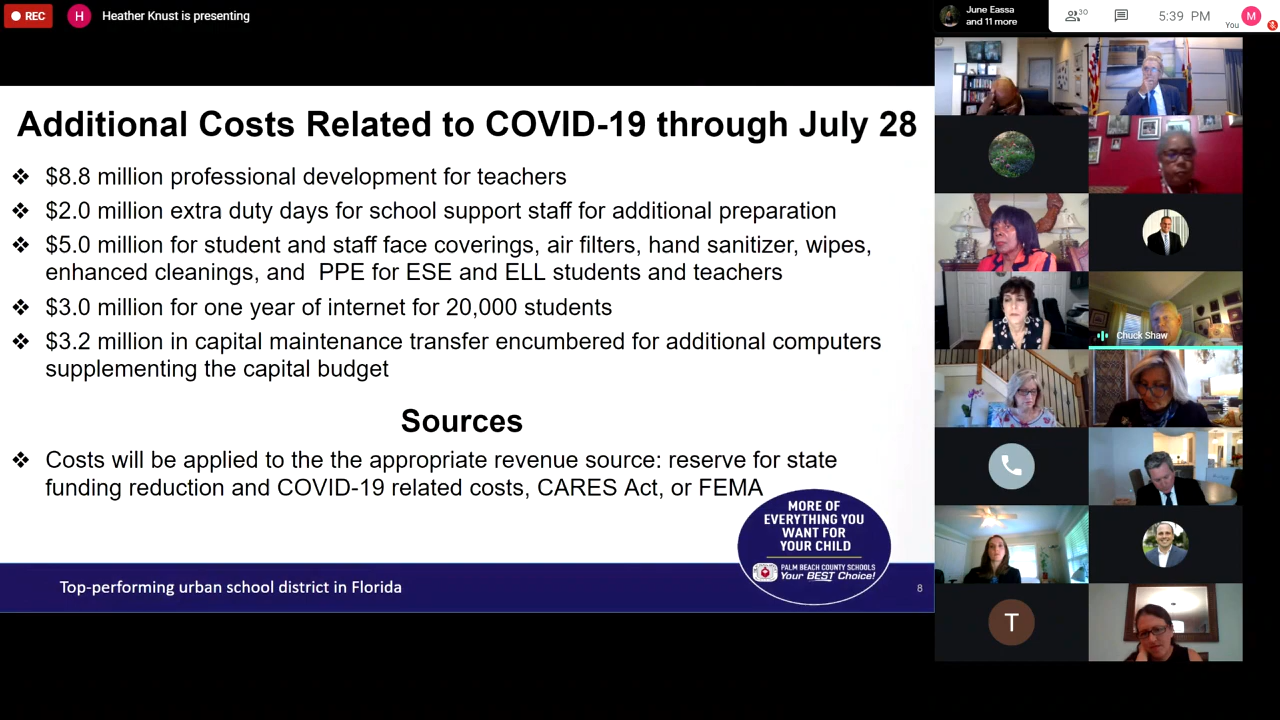 REC
H
Heather Knust is presenting
June Eassa
and 11 more
30
5:39 PM
You
M
Additional Costs Related to COVID-19 through July 28
❖ $8.8 million professional development for teachers
❖ $2.0 million extra duty days for school support staff for additional preparation
❖ $5.0 million for student and staff face coverings, air filters, hand sanitizer, wipes,
enhanced cleanings, and PPE for ESE and ELL students and teachers
❖ $3.0 million for one year of internet for 20,000 students
❖ $3.2 million in capital maintenance transfer encumbered for additional computers
supplementing the capital budget
Sources
❖ Costs will be applied to the the appropriate revenue source: reserve for state
funding reduction and COVID-19 related costs, CARES Act, or FEMA
MORE OF
EVERYTHING YOU
WANT FOR
YOUR CHILD
PALM BEACH COUNTY SCHOOLS
Your BEST Choice!
Top-performing urban school district in Florida
8
Chuck Shaw
T